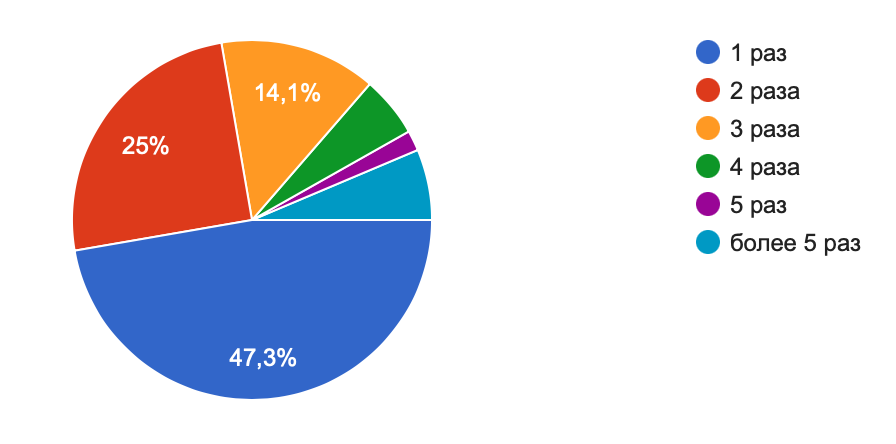 14,1%
25%
47,3%
1 раз
2 раза
3 раза
4 раза
5 раз
более 5 раз